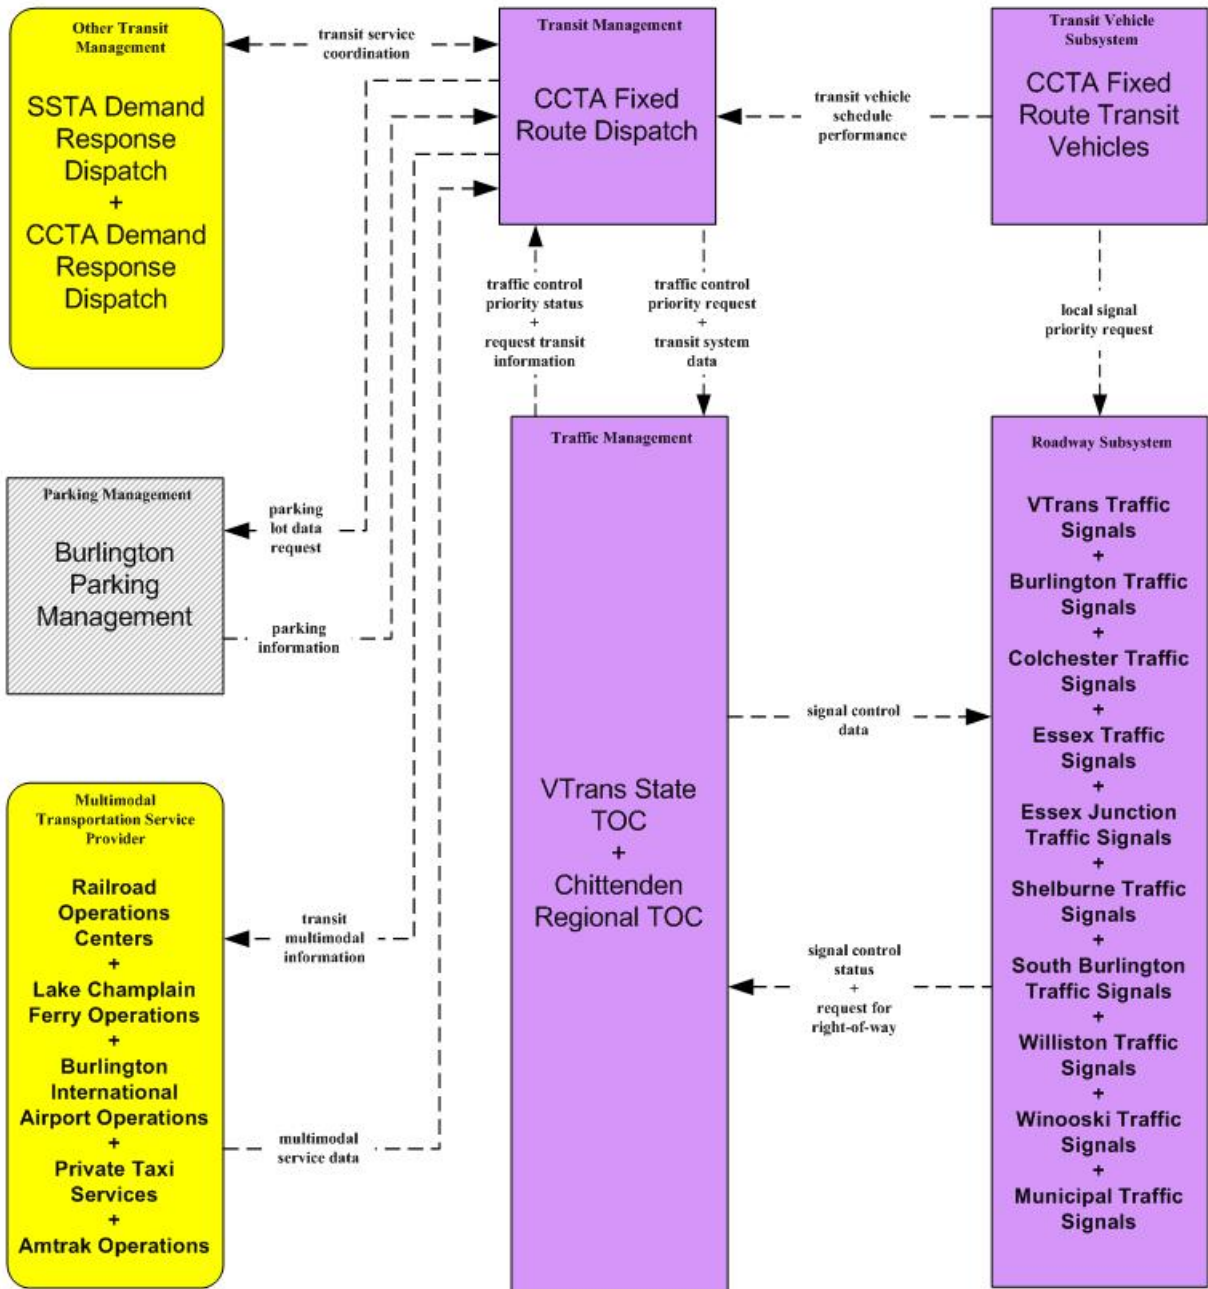 Other Transit
Management
SSTA Demand
Response
Dispatch
+
CCTA Demand
Response
Dispatch
transit service
coordination
Transit Management
CCTA Fixed
Route Dispatch
transit vehicle
schedule
performance
Transit Vehicle
Subsystem
CCTA Fixed
Route Transit
Vehicles
traffic control
priority status
+
request transit
information
traffic control
priority request
+
transit system
data
local signal
priority request
Parking Management
Burlington
Parking
Management
parking
lot data
request
parking
information
Traffic Management
VTrans State
TOC
+
Chittenden
Regional TOC
signal control
data
signal control
status
+
request for
right-of-way
Roadway Subsystem
VTrans Traffic
Signals
+
Burlington Traffic
Signals
+
Colchester Traffic
Signals
+
Essex Traffic
Signals
+
Essex Junction
Traffic Signals
+
Shelburne Traffic
Signals
+
South Burlington
Traffic Signals
+
Williston Traffic
Signals
+
Winooski Traffic
Signals
+
Municipal Traffic
Signals
Multimodal
Transportation Service
Provider
Railroad
Operations
Centers
+
Lake Champlain
Ferry Operations
+
Burlington
International
Airport Operations
+
Private Taxi
Services
+
Amtrak Operations
transit
multimodal
information
multimodal
service data